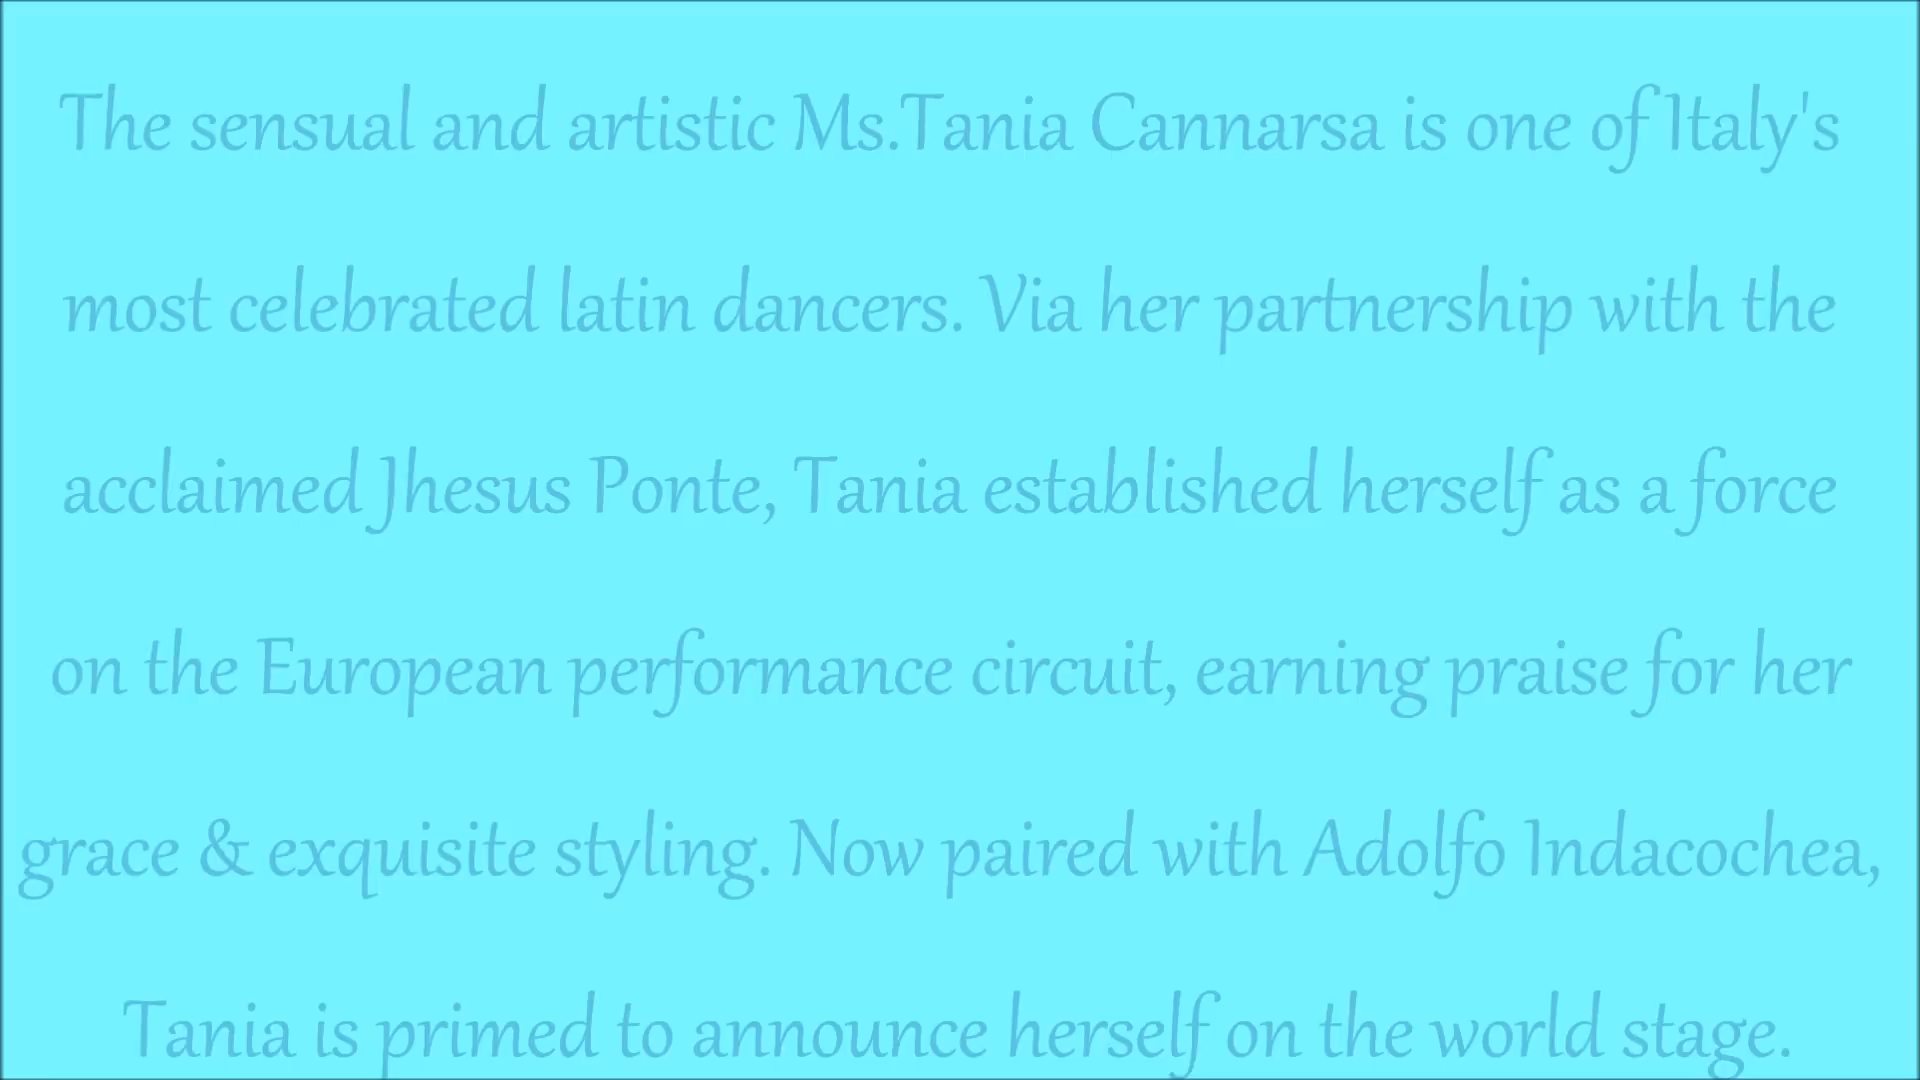 The sensual and artistic Ms.Tania Cannarsa is one of Italy's
most celebrated latin dancers. Via her partnership with the
acclaimed Jhesus Ponte, Tania established herself as a force
on the European performance circuit, earning praise for her
grace & exquisite styling. Now paired with Adolfo Indacochea,
Tania is primed to announce herself on the world stage.